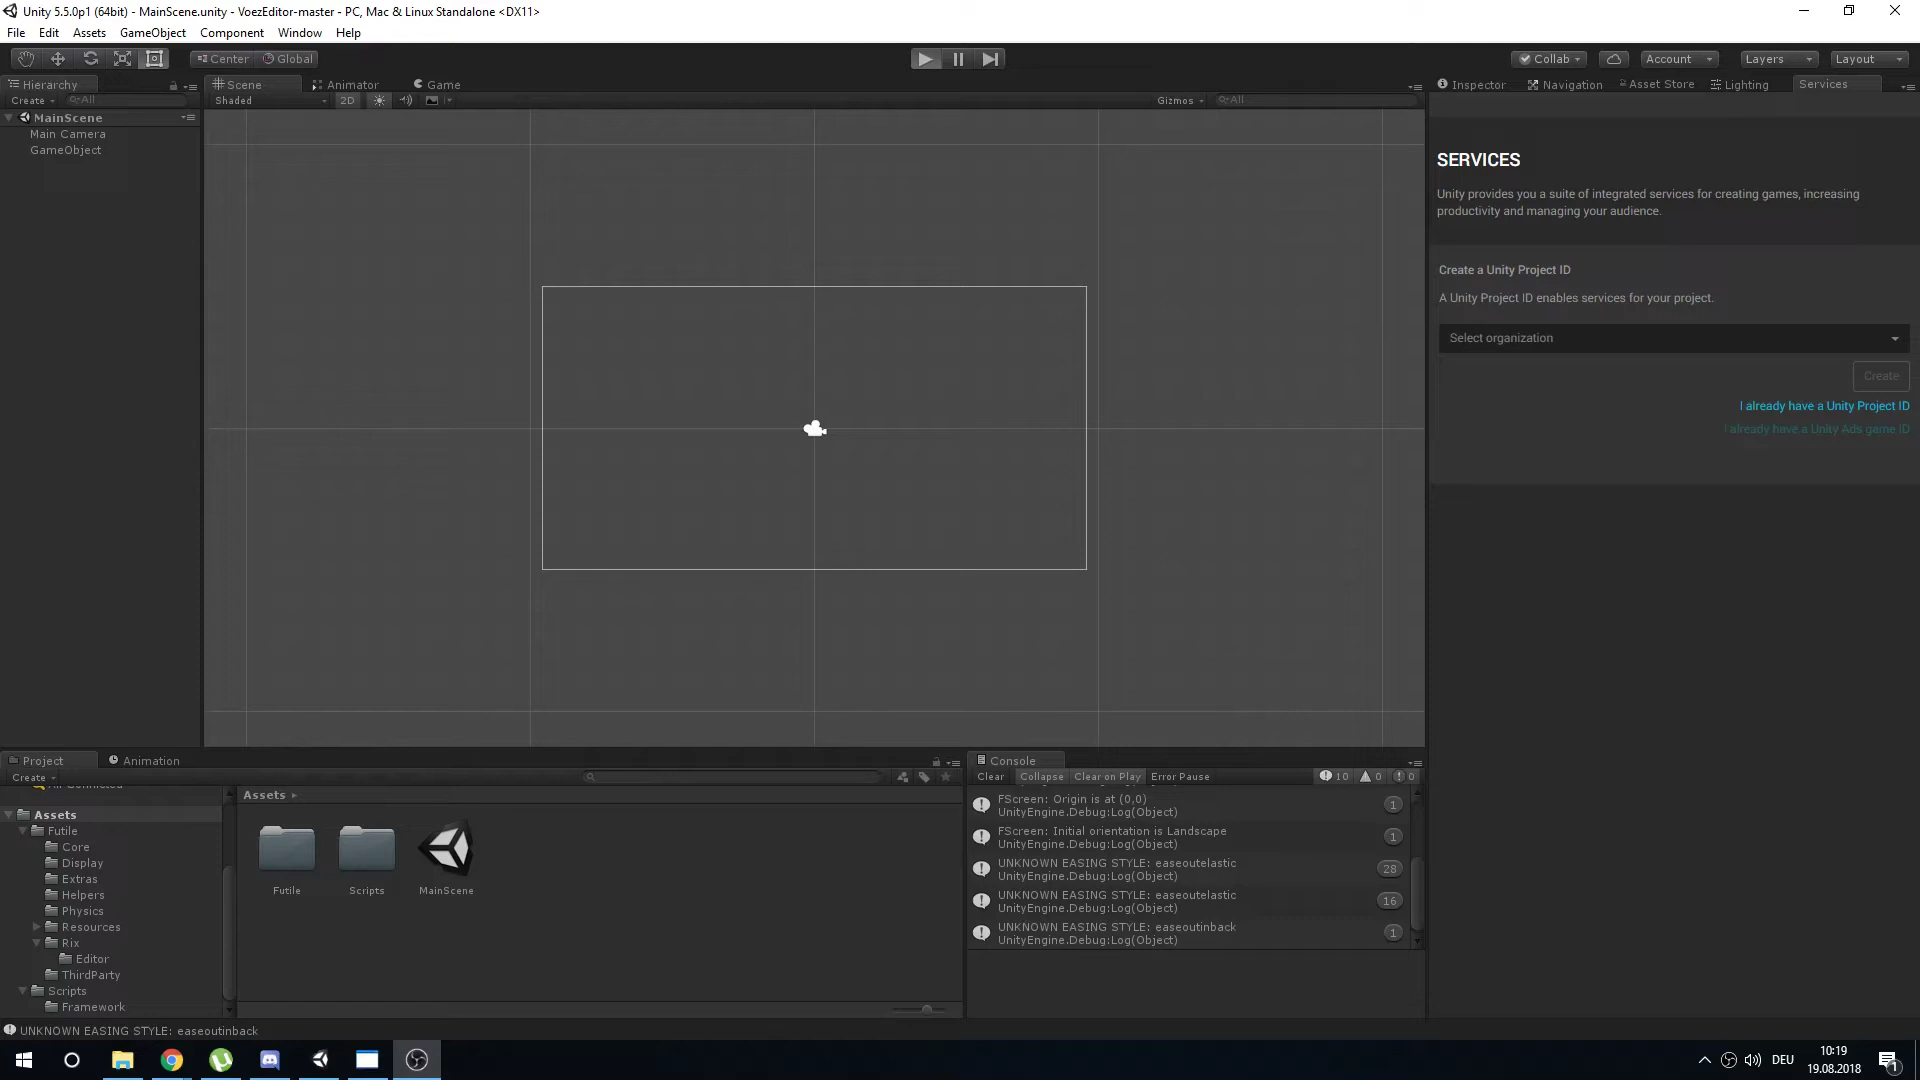 Unity 5.5.0p1 (64bit) - MainScene.unity - VoezEditor-master - PC, Mac & Linux Standalone <DX11>
File Edit Assets GameObject Component Window Help
Center Global
Collab Account Layers Layout
Hierarchy
Create All
MainScene
Main Camera
GameObject
Scene Animator Game
Shaded 2D Gizmos All
Inspector Navigation Asset Store Lighting Services
SERVICES
Unity provides you a suite of integrated services for creating games, increasing
productivity and managing your audience.
Create a Unity Project ID
A Unity Project ID enables services for your project.
Select organization
Create
I already have a Unity Project ID
I already have a Unity Ads game ID
Project Animation
Create
Assets
Futile
Core
Display
Extras
Helpers
Physics
Resources
Rix
Editor
ThirdParty
Scripts
Framework
Assets
Futile Scripts MainScene
Console
Clear Collapse Clear on Play Error Pause 10 0 0
FScreen: Origin is at (0,0)
UnityEngine.Debug:Log(Object) 1
FScreen: Initial orientation is Landscape
UnityEngine.Debug:Log(Object) 1
UNKNOWN EASING STYLE: easeoutelastic
UnityEngine.Debug:Log(Object) 28
UNKNOWN EASING STYLE: easeoutelastic
UnityEngine.Debug:Log(Object) 16
UNKNOWN EASING STYLE: easeoutinback
UnityEngine.Debug:Log(Object) 1
UNKNOWN EASING STYLE: easeoutinback
DEU
10:19
19.08.2018
1